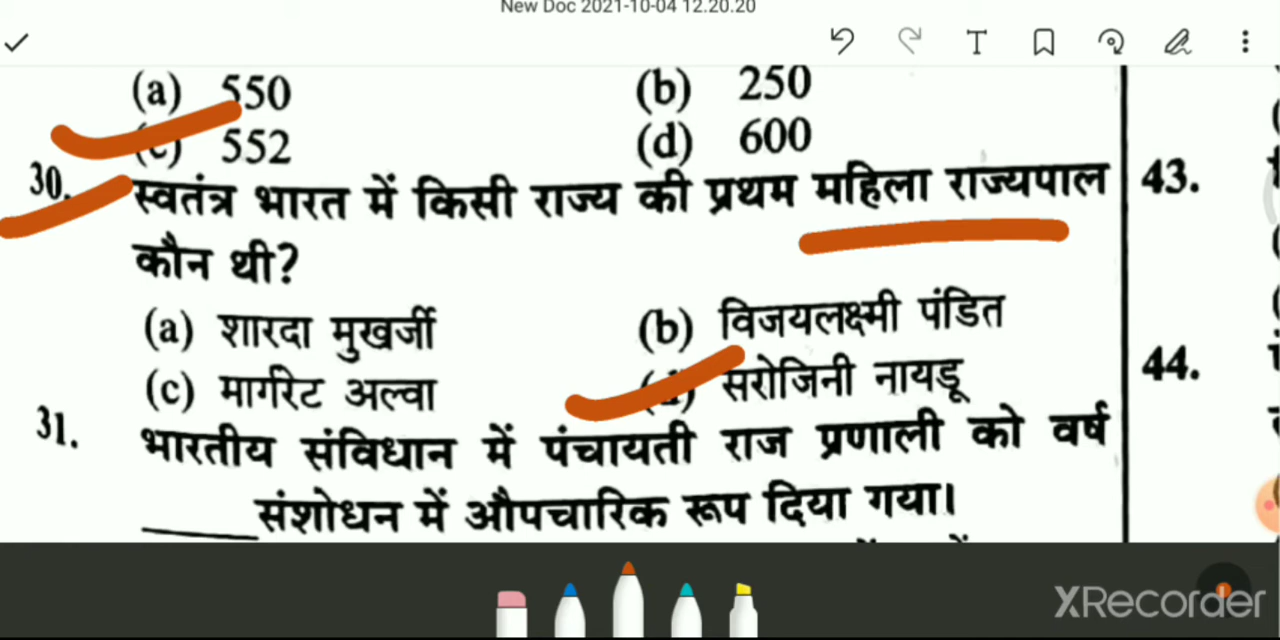 New Doc 2021-10-04 12.20.20
T
(a) 550 (b) 250
(c) 552 (d) 600
30. स्वतंत्र भारत में किसी राज्य की प्रथम महिला राज्यपाल
कौन थी?
(a) शारदा मुखर्जी (b) विजयलक्ष्मी पंडित
(c) मार्गरेट अल्वा (d) सरोजिनी नायडू
31. भारतीय संविधान में पंचायती राज प्रणाली को वर्ष
_____ संशोधन में औपचारिक रूप दिया गया।
43.
44.
XRecorder